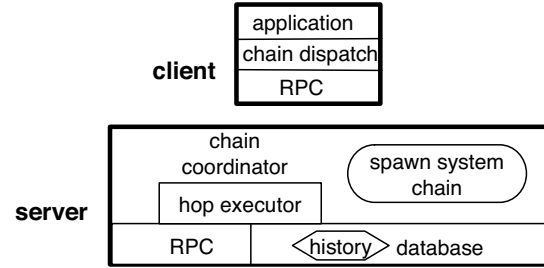 application
chain dispatch
client
RPC
chain
coordinator
spawn system
chain
hop executor
server
RPC
history
database